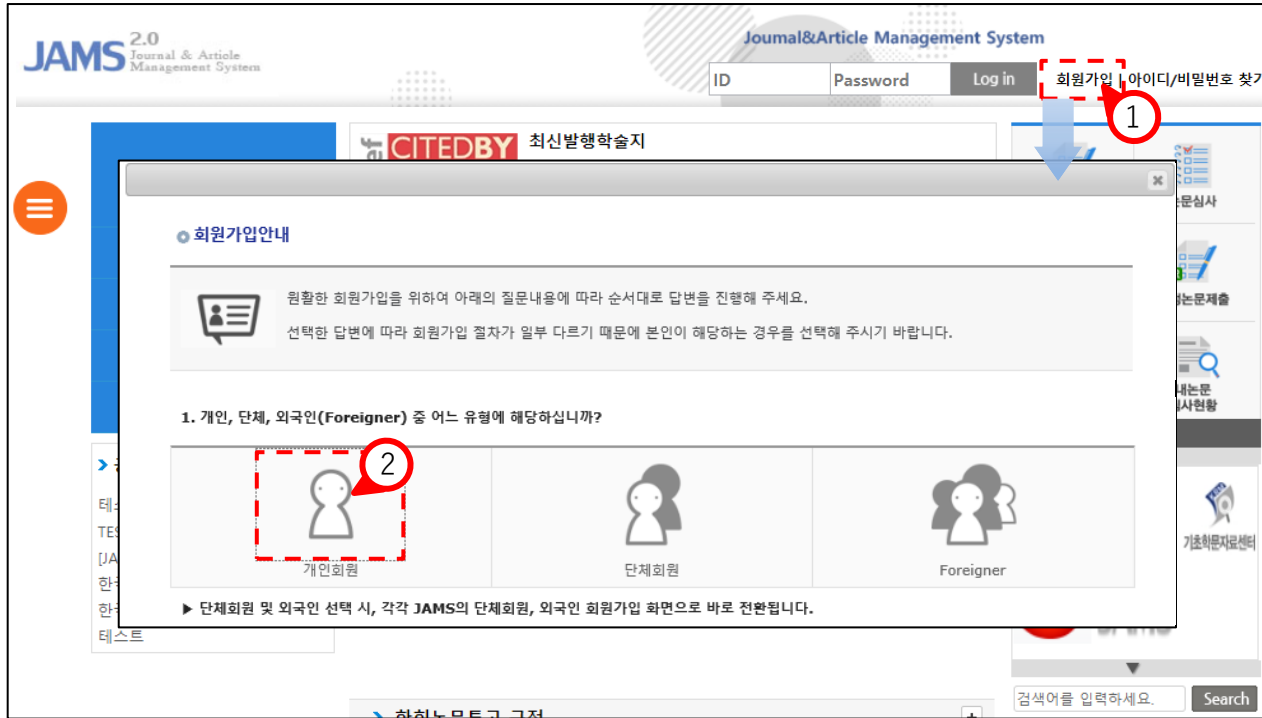 JAMS 2.0
Journal & Article
Management System
Joumal&Article Management System
ID Password Log in 회원가입 | 아이디/비밀번호 찾기
1
CITEDBY 최신발행학술지
회원가입안내
원활한 회원가입을 위하여 아래의 질문내용에 따라 순서대로 답변을 진행해 주세요.
선택한 답변에 따라 회원가입 절차가 일부 다르기 때문에 본인이 해당하는 경우를 선택해 주시기 바랍니다.
1. 개인, 단체, 외국인(Foreigner) 중 어느 유형에 해당하십니까?
2
개인회원 단체회원 Foreigner
▶ 단체회원 및 외국인 선택 시, 각각 JAMS의 단체회원, 외국인 회원가입 화면으로 바로 전환됩니다.
논문심사
논문제출
내논문
심사현황
기초학문자료센터
TES
[JA
테스트
검색어를 입력하세요. Search